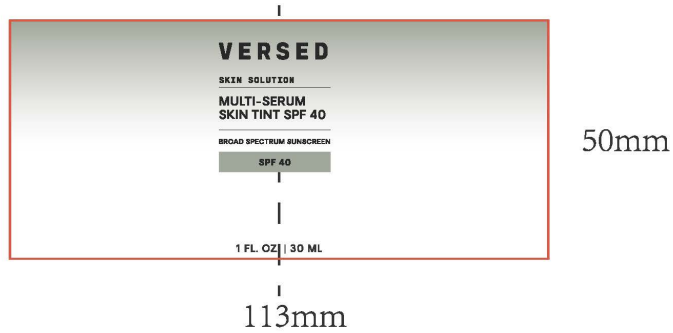 VERSED
SKIN SOLUTION
MULTI-SERUM
SKIN TINT SPF 40
BROAD SPECTRUM SUNSCREEN
SPF 40
50mm
1 FL. OZ. | 30 ML
113mm